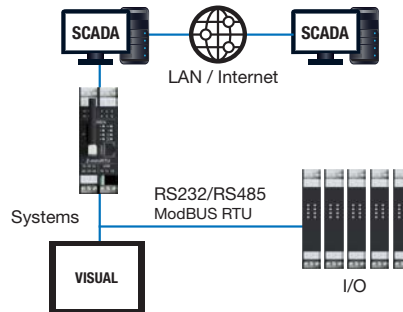 SCADA
SCADA
LAN / Internet
RS232/RS485
ModBUS RTU
Systems
VISUAL
I/O